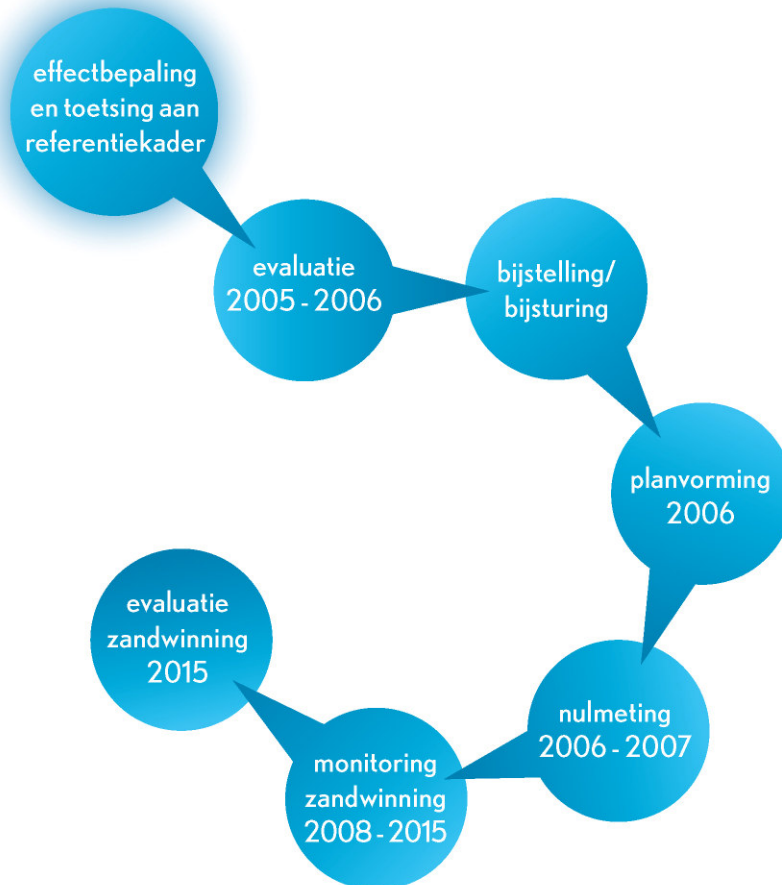 effectbepaling
en toetsing aan
referentiekader
evaluatie
2005 - 2006
bijstelling/
bijsturing
planvorming
2006
nulmeting
2006 - 2007
monitoring
zandwinning
2008 - 2015
evaluatie
zandwinning
2015